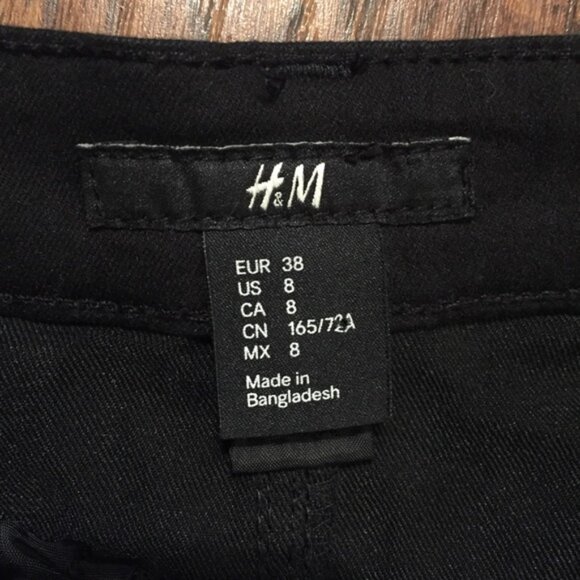 H&M
EUR 38
US 8
CA 8
CN 165/72A
MX 8
Made in
Bangladesh